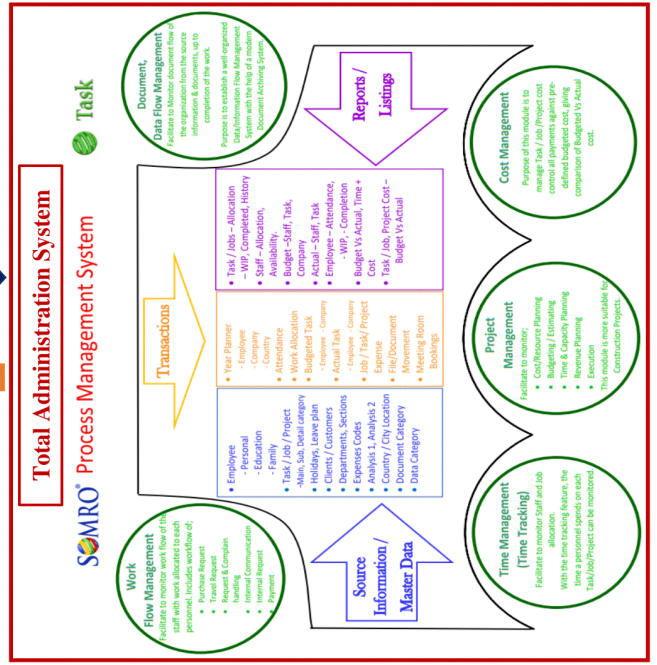 Total Administration System
SOMRO® Process Management System
Task
Work
Flow Management
Facilitate to monitor work flow of the
staff with work allocated to each
personnel. Includes workflow of;
• Purchase Request
• Travel Request
• Request & Complain
handling
• Internal Communication
• Internal Request
• Payment
Transactions
Document,
Data Flow Management
Facilitate to Monitor document flow of
the organization from the source
information & documents, up to
completion of the work.
Purpose is to establish a well-organized
Data/Information Flow Management
System with the help of a modern
Document Archiving System.
Source
Information /
Master Data
• Employee
- Personal
- Education
- Family
• Task / Job / Project
-Main, Sub, Detail category
• Holidays, Leave plan
• Clients / Customers
• Departments, Sections
• Expenses Codes
• Analysis 1, Analysis 2
• Country / City Location
• Document Category
• Data Category
• Year Planner
- Employee
- Company
- Country
• Attendance
• Work Allocation
• Budgeted Task
- Employee - Company
• Actual Task
- Employee - Company
• Job / Task/ Project
Expense
• File/Document
Movement
• Meeting Room
Bookings
• Task / Jobs – Allocation
– WIP, Completed, History
• Staff – Allocation,
Availability.
• Budget –Staff, Task,
Company
• Actual – Staff, Task
• Employee – Attendance,
- WIP, - Completion
• Budget Vs Actual, Time +
Cost
• Task / Job, Project Cost –
Budget Vs Actual
Reports /
Listings
Time Management
(Time Tracking)
Facilitate to monitor Staff and Job
allocation.
With the time tracking feature, the
time a personnel spends on each
Task/Job/Project can be monitored.
Project
Management
Facilitate to monitor;
• Cost/Resource Planning
• Budgeting / Estimating
• Time & Capacity Planning
• Revenue Planning
• Execution
This module is more suitable for
Construction Projects.
Cost Management
Purpose of this module is to
manage Task / Job /Project cost
control all payments against pre-
defined budgeted cost, giving
comparison of Budgeted Vs Actual
cost.